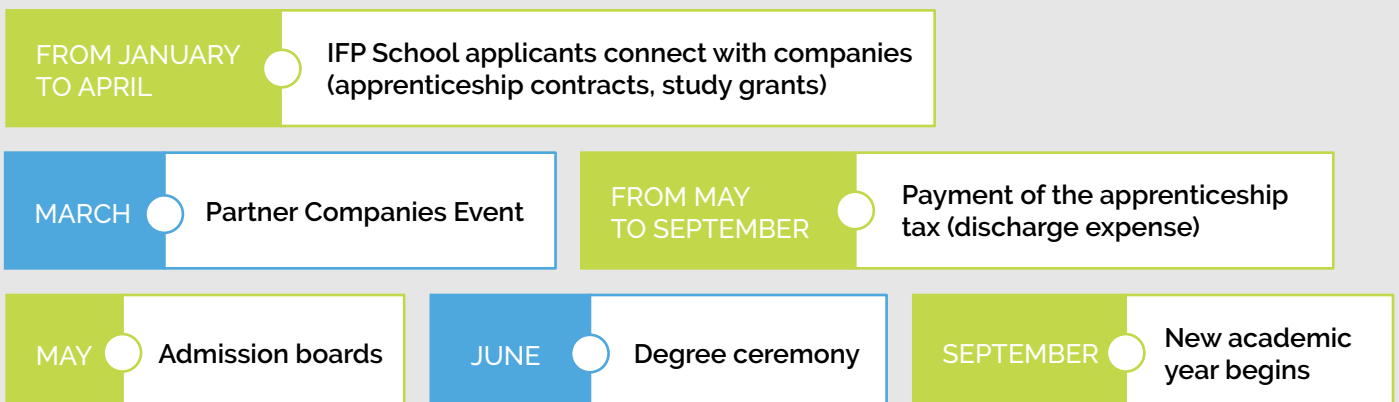 FROM JANUARY
TO APRIL
IFP School applicants connect with companies
(apprenticeship contracts, study grants)
MARCH
Partner Companies Event
FROM MAY
TO SEPTEMBER
Payment of the apprenticeship
tax (discharge expense)
MAY
Admission boards
JUNE
Degree ceremony
SEPTEMBER
New academic
year begins